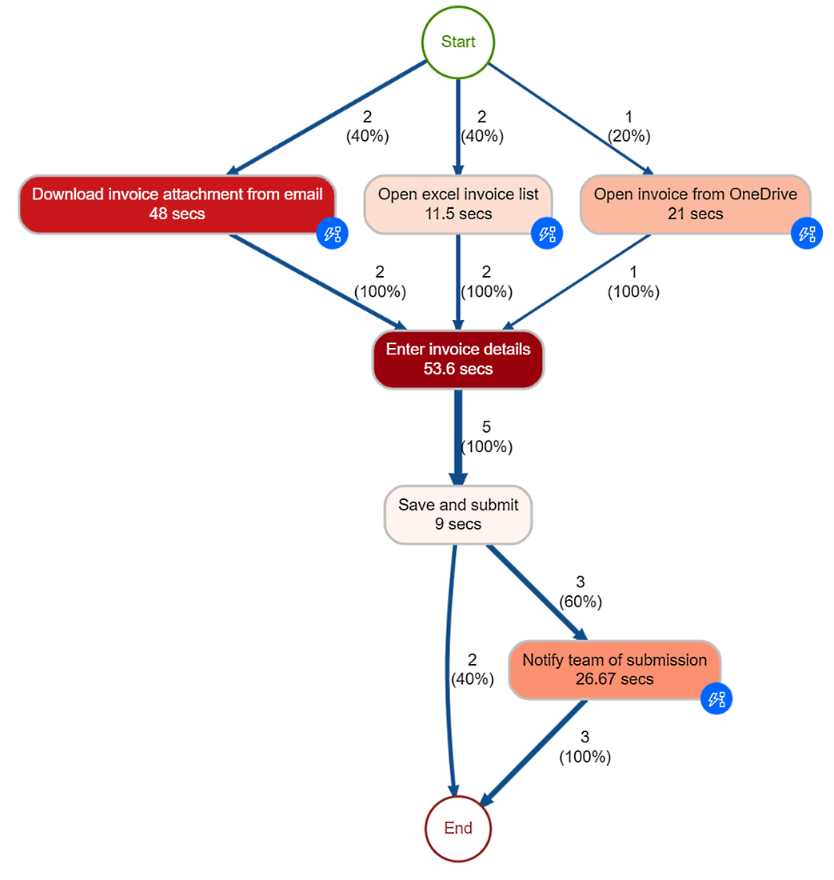 Start
2
(40%)
2
(40%)
1
(20%)
Download invoice attachment from email
48 secs
Open excel invoice list
11.5 secs
Open invoice from OneDrive
21 secs
2
(100%)
2
(100%)
1
(100%)
Enter invoice details
53.6 secs
5
(100%)
Save and submit
9 secs
3
(60%)
2
(40%)
Notify team of submission
26.67 secs
3
(100%)
End